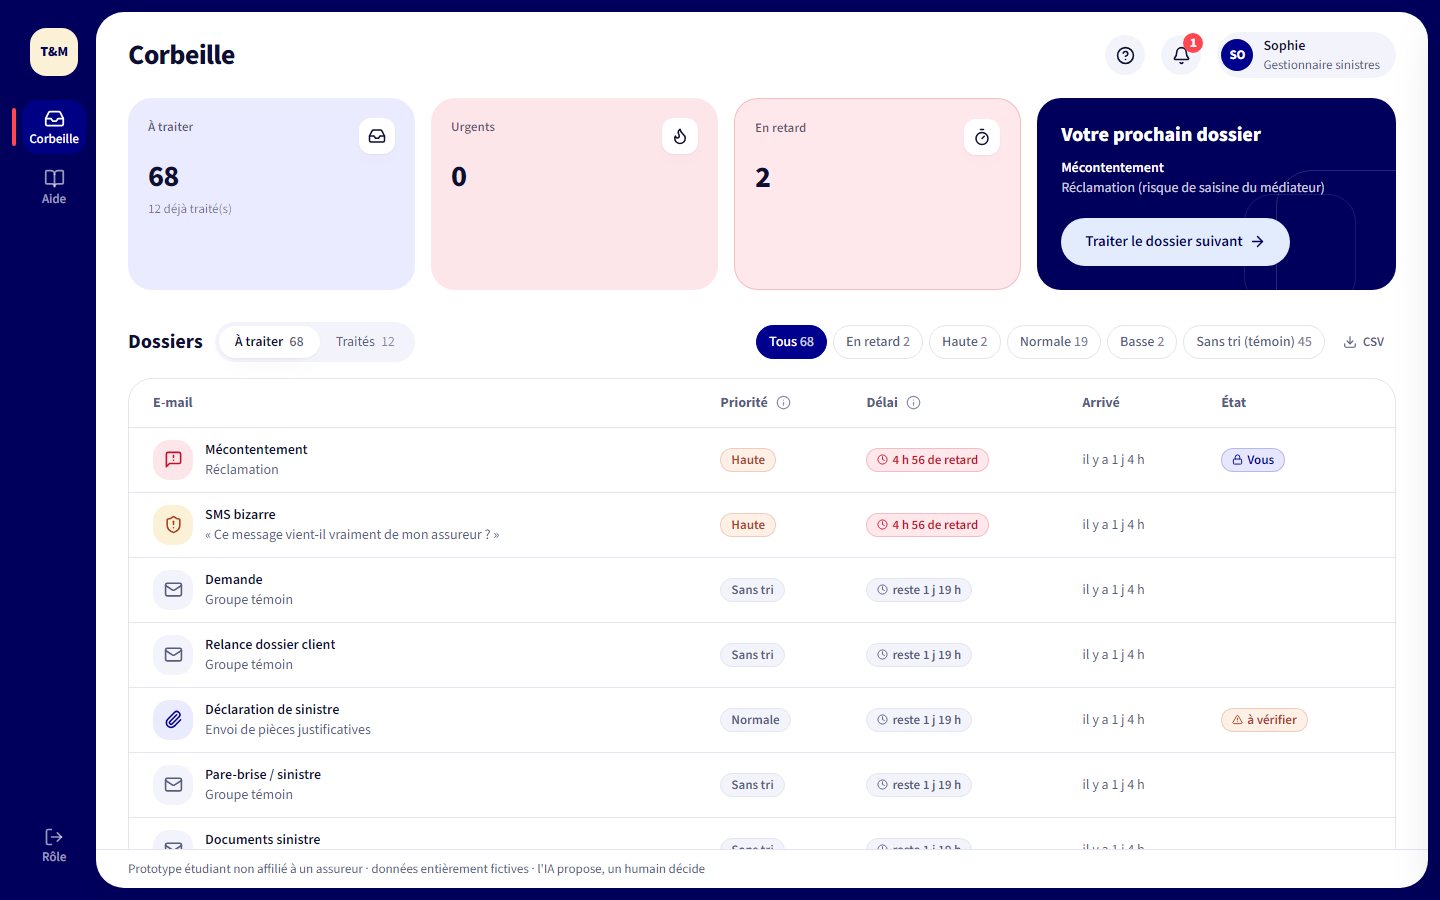 T&M
Corbeille
Aide
Rôle
Corbeille
1
SO
Sophie
Gestionnaire sinistres
À traiter
68
12 déjà traité(s)
Urgents
0
En retard
2
Votre prochain dossier
Mécontentement
Réclamation (risque de saisine du médiateur)
Traiter le dossier suivant
Dossiers
À traiter 68
Traités 12
Tous 68
En retard 2
Haute 2
Normale 19
Basse 2
Sans tri (témoin) 45
CSV
E-mail
Priorité
Délai
Arrivé
État
Mécontentement
Réclamation
Haute
4 h 56 de retard
il y a 1 j 4 h
Vous
SMS bizarre
« Ce message vient-il vraiment de mon assureur ? »
Haute
4 h 56 de retard
il y a 1 j 4 h
Demande
Groupe témoin
Sans tri
reste 1 j 19 h
il y a 1 j 4 h
Relance dossier client
Groupe témoin
Sans tri
reste 1 j 19 h
il y a 1 j 4 h
Déclaration de sinistre
Envoi de pièces justificatives
Normale
reste 1 j 19 h
il y a 1 j 4 h
à vérifier
Pare-brise / sinistre
Groupe témoin
Sans tri
reste 1 j 19 h
il y a 1 j 4 h
Documents sinistre
Prototype étudiant non affilié à un assureur · données entièrement fictives · l'IA propose, un humain décide